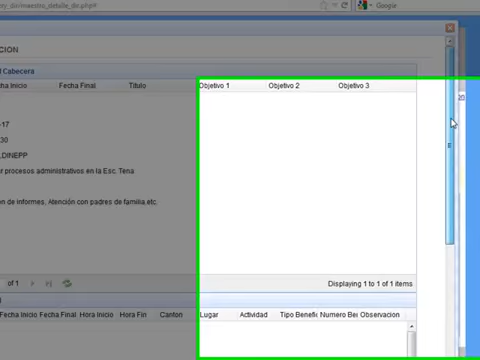 maestro_detalle_de.php#
Google
CION
Cabecera
Inicio Fecha Final Titulo Objetivo 1 Objetivo 2 Objetivo 3
20
-17
30
,DINEPP
r procesos administrativos en la Esc, Tena
on de informes, Atención con padres de familia,etc.
of 1 Displaying 1 to 1 of 1 items
Fecha Inicio Fecha Final Hora Inicio Hora Fin Canton Lugar Actividad Tipo Benefic Numero Bei Observacion